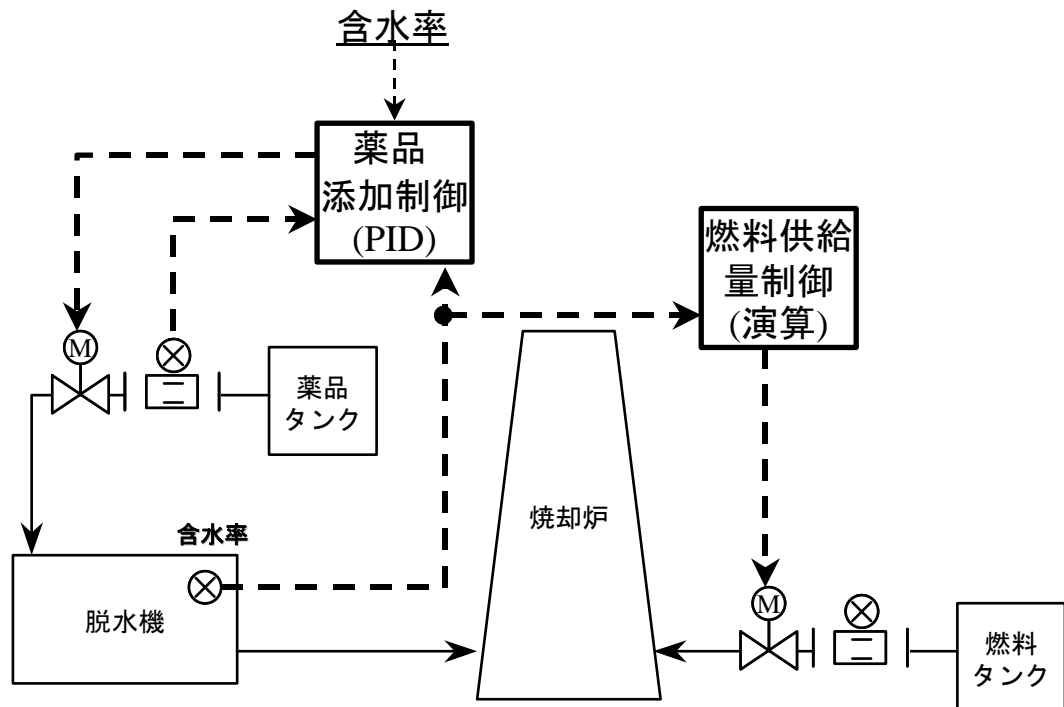 含水率
薬品
添加制御
(PID)
燃料供給
量制御
(演算)
M
薬品
タンク
焼却炉
含水率
脱水機
M
燃料
タンク